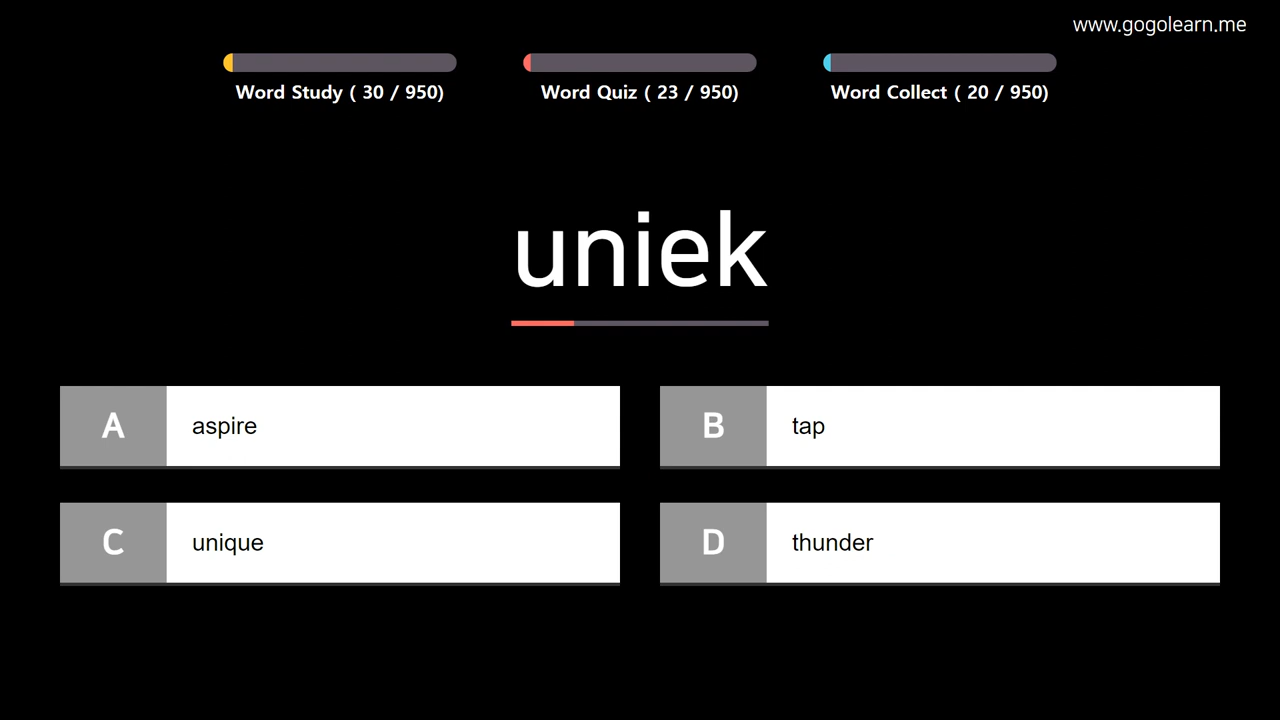 www.gogolearn.me
Word Study ( 30 / 950)
Word Quiz ( 23 / 950)
Word Collect ( 20 / 950)
uniek
A aspire
B tap
C unique
D thunder